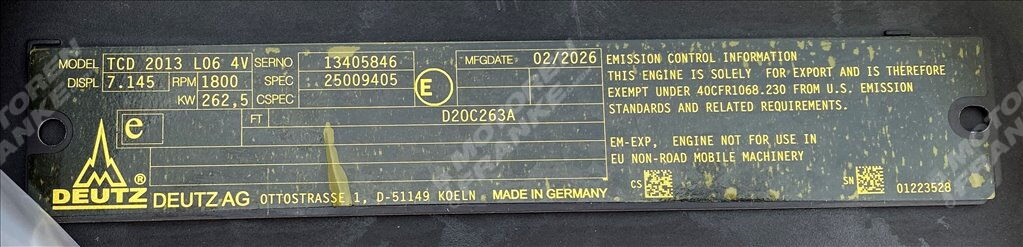 MODEL TCD 2013 L06 4V SERNO 13405846 MFGDATE 02/2026
DISPL 7.145 RPM 1800 SPEC 25009405 E
KW 262,5 CSPEC
e FT D20C263A
EMISSION CONTROL INFORMATION
THIS ENGINE IS SOLELY FOR EXPORT AND IS THEREFORE
EXEMPT UNDER 40CFR1068.230 FROM U.S. EMISSION
STANDARDS AND RELATED REQUIREMENTS.
EM-EXP, ENGINE NOT FOR USE IN
EU NON-ROAD MOBILE MACHINERY
CS SN 01223528
DEUTZ ® DEUTZ-AG OTTOSTRASSE 1, D-51149 KOELN MADE IN GERMANY
MOTOREN
FRANKE